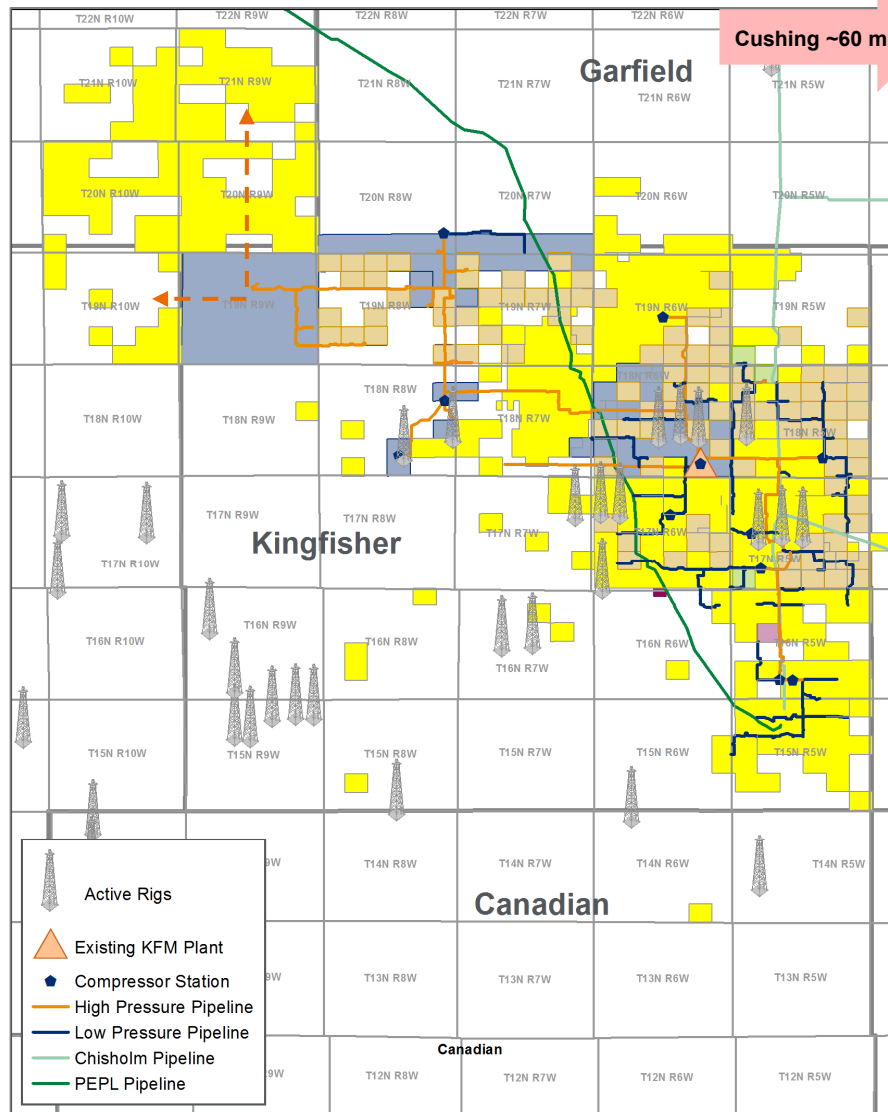 T22N R10W
T22N R9W
T22N R8W
T22N R7W
T22N R6W
Cushing ~60 m
Garfield
T21N R10W
T21N R9W
T21N R8W
T21N R7W
T21N R6W
T21N R5W
T20N R10W
T20N R9W
T20N R8W
T20N R7W
T20N R6W
T20N R5W
T19N R10W
T19N R9W
T19N R8W
T19N R7W
T19N R6W
T19N R5W
T18N R10W
T18N R9W
T18N R8W
T18N R7W
T18N R6W
T18N R5W
T17N R10W
T17N R9W
T17N R8W
T17N R7W
T17N R6W
T17N R5W
Kingfisher
T16N R10W
T16N R9W
T16N R8W
T16N R7W
T16N R6W
T16N R5W
T15N R10W
T15N R9W
T15N R8W
T15N R7W
T15N R6W
T15N R5W
9W
T14N R8W
T14N R7W
T14N R6W
T14N R5W
Canadian
9W
T13N R8W
T13N R7W
T13N R6W
T13N R5W
Canadian
9W
T12N R8W
T12N R7W
T12N R6W
T12N R5W
Active Rigs
Existing KFM Plant
Compressor Station
High Pressure Pipeline
Low Pressure Pipeline
Chisholm Pipeline
PEPL Pipeline